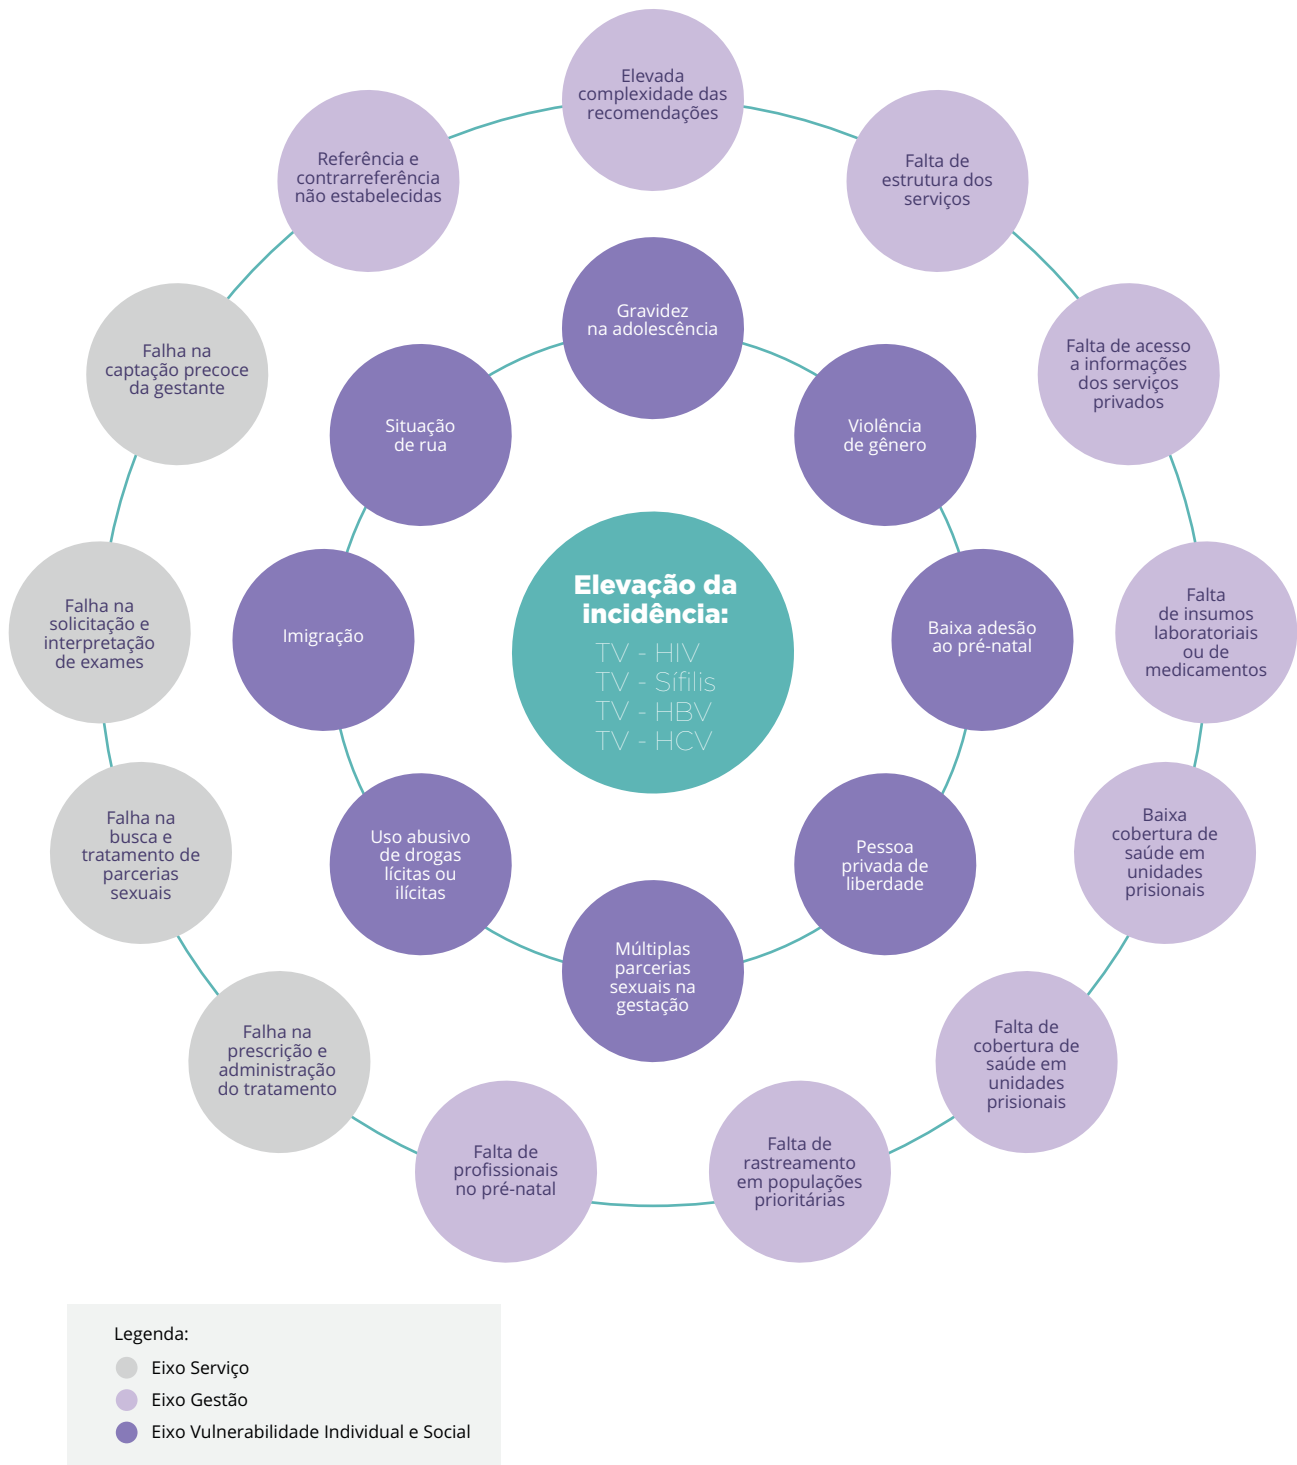 Elevada
complexidade das
recomendações
Referência e
contrarreferência
não estabelecidas
Falta de
estrutura dos
serviços
Gravidez
na adolescência
Falha na
captação precoce
da gestante
Falta de acesso
a informações
dos serviços
privados
Situação
de rua
Violência
de gênero
Elevação da
incidência:
TV - HIV
TV - Sífilis
TV - HBV
TV - HCV
Falha na
solicitação e
interpretação
de exames
Imigração
Baixa adesão
ao pré-natal
Falta
de insumos
laboratoriais
ou de
medicamentos
Falha na
busca e
tratamento de
parcerias
sexuais
Uso abusivo
de drogas
lícitas ou
ilícitas
Pessoa
privada de
liberdade
Baixa
cobertura de
saúde em
unidades
prisionais
Múltiplas
parcerias
sexuais na
gestação
Falha na
prescrição e
administração
do tratamento
Falta de
cobertura de
saúde em
unidades
prisionais
Falta de
profissionais
no pré-natal
Falta de
rastreamento
em populações
prioritárias
Legenda:
Eixo Serviço
Eixo Gestão
Eixo Vulnerabilidade Individual e Social